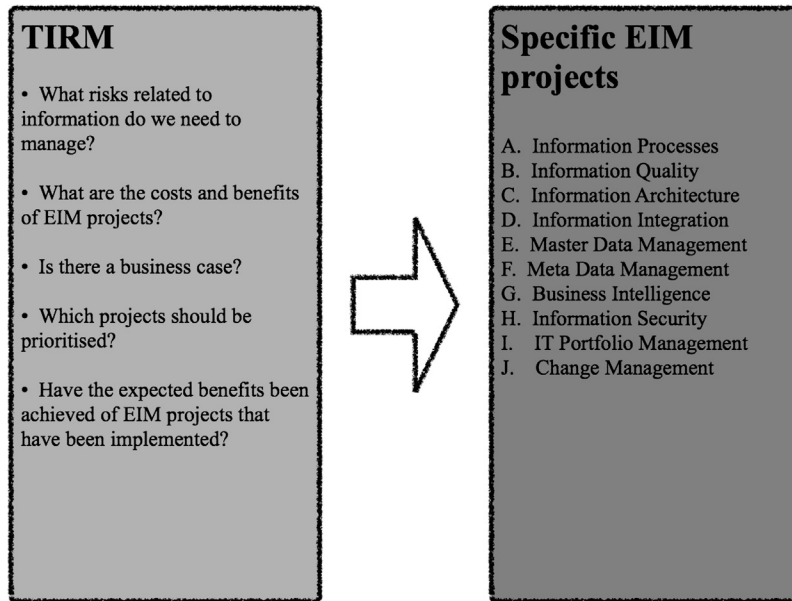 TIRM
• What risks related to
information do we need to
manage?
• What are the costs and benefits
of EIM projects?
• Is there a business case?
• Which projects should be
prioritised?
• Have the expected benefits been
achieved of EIM projects that
have been implemented?
Specific EIM
projects
A. Information Processes
B. Information Quality
C. Information Architecture
D. Information Integration
E. Master Data Management
F. Meta Data Management
G. Business Intelligence
H. Information Security
I. IT Portfolio Management
J. Change Management